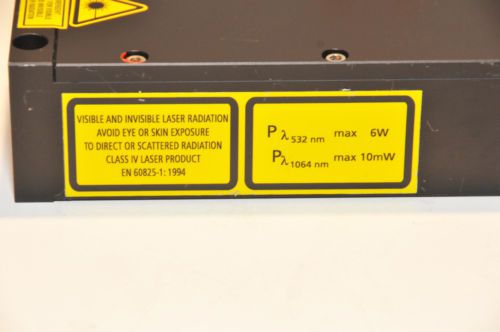 VISIBLE AND INVISIBLE LASER RADIATION
AVOID EYE OR SKIN EXPOSURE
TO DIRECT OR SCATTERED RADIATION
CLASS IV LASER PRODUCT
EN 60825-1: 1994
Pλ 532 nm max 6W
Pλ 1064 nm max 10mW